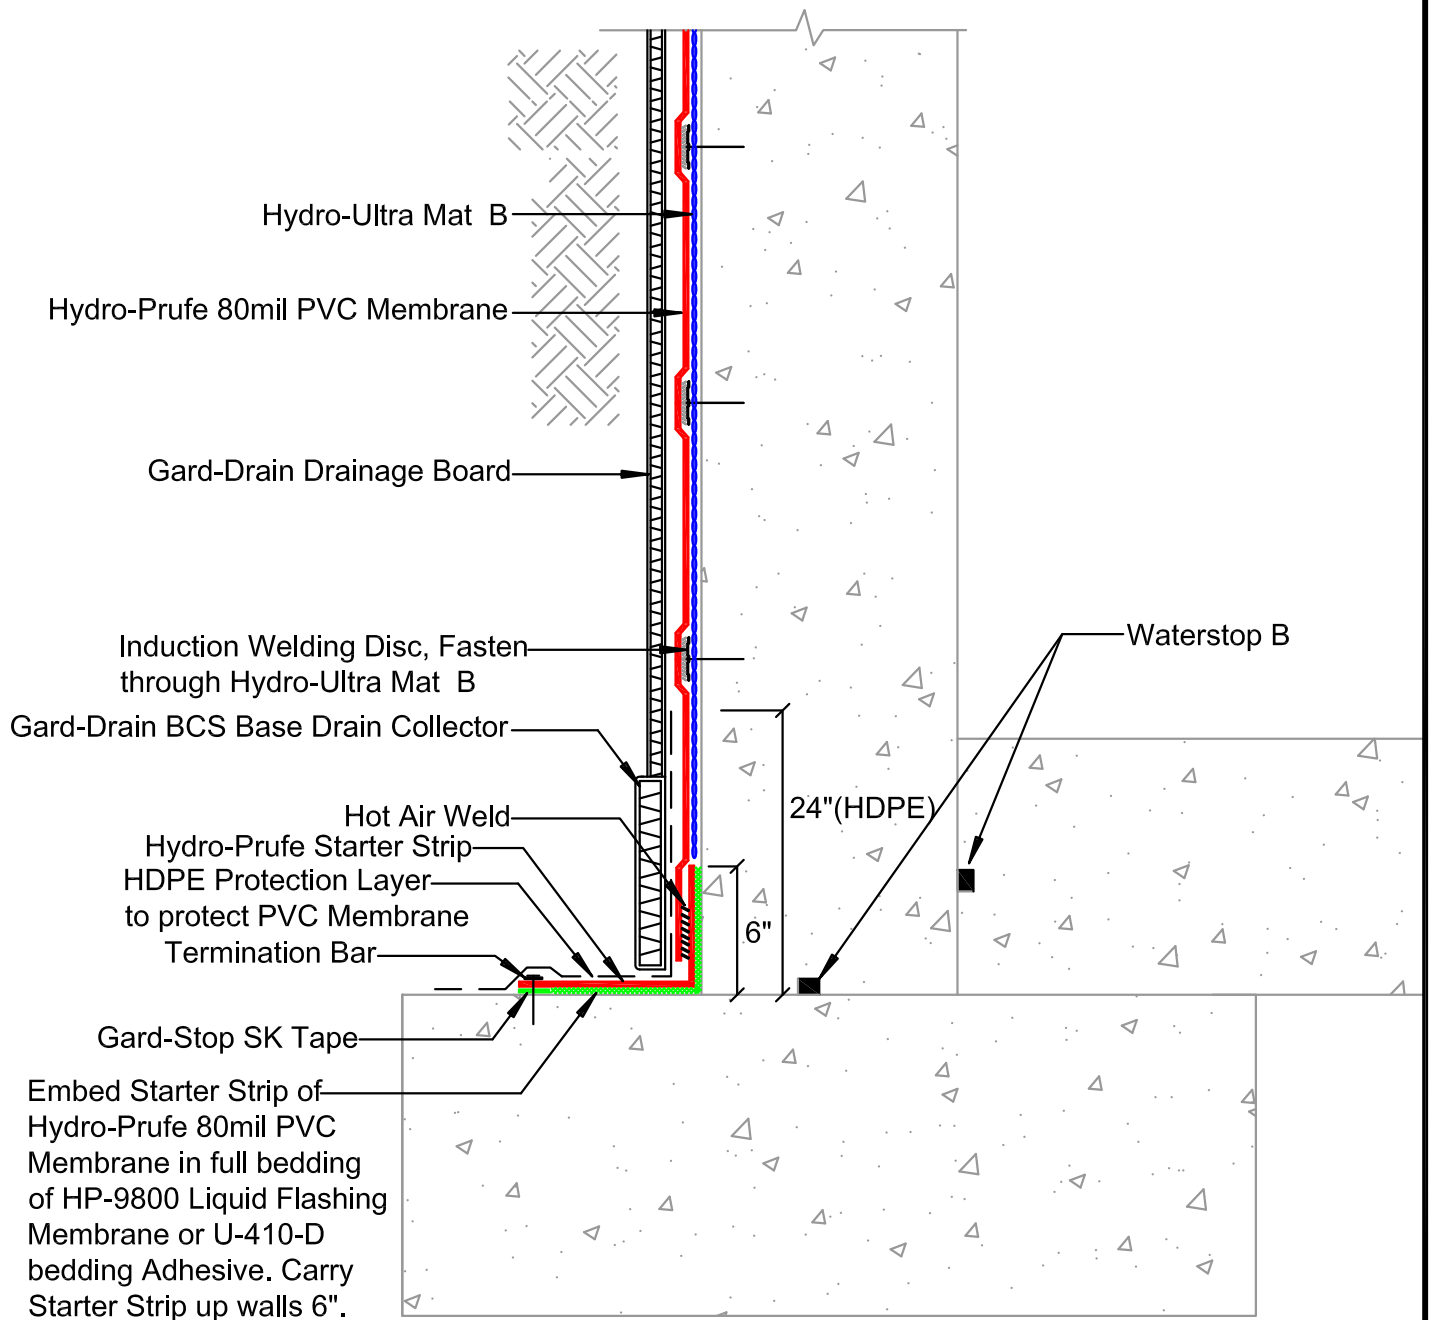 Hydro-Ultra Mat B
Hydro-Prufe 80mil PVC Membrane
Gard-Drain Drainage Board
Induction Welding Disc, Fasten
through Hydro-Ultra Mat B
Waterstop B
Gard-Drain BCS Base Drain Collector
24"(HDPE)
Hot Air Weld
Hydro-Prufe Starter Strip
HDPE Protection Layer
to protect PVC Membrane
6"
Termination Bar
Gard-Stop SK Tape
Embed Starter Strip of
Hydro-Prufe 80mil PVC
Membrane in full bedding
of HP-9800 Liquid Flashing
Membrane or U-410-D
bedding Adhesive. Carry
Starter Strip up walls 6".